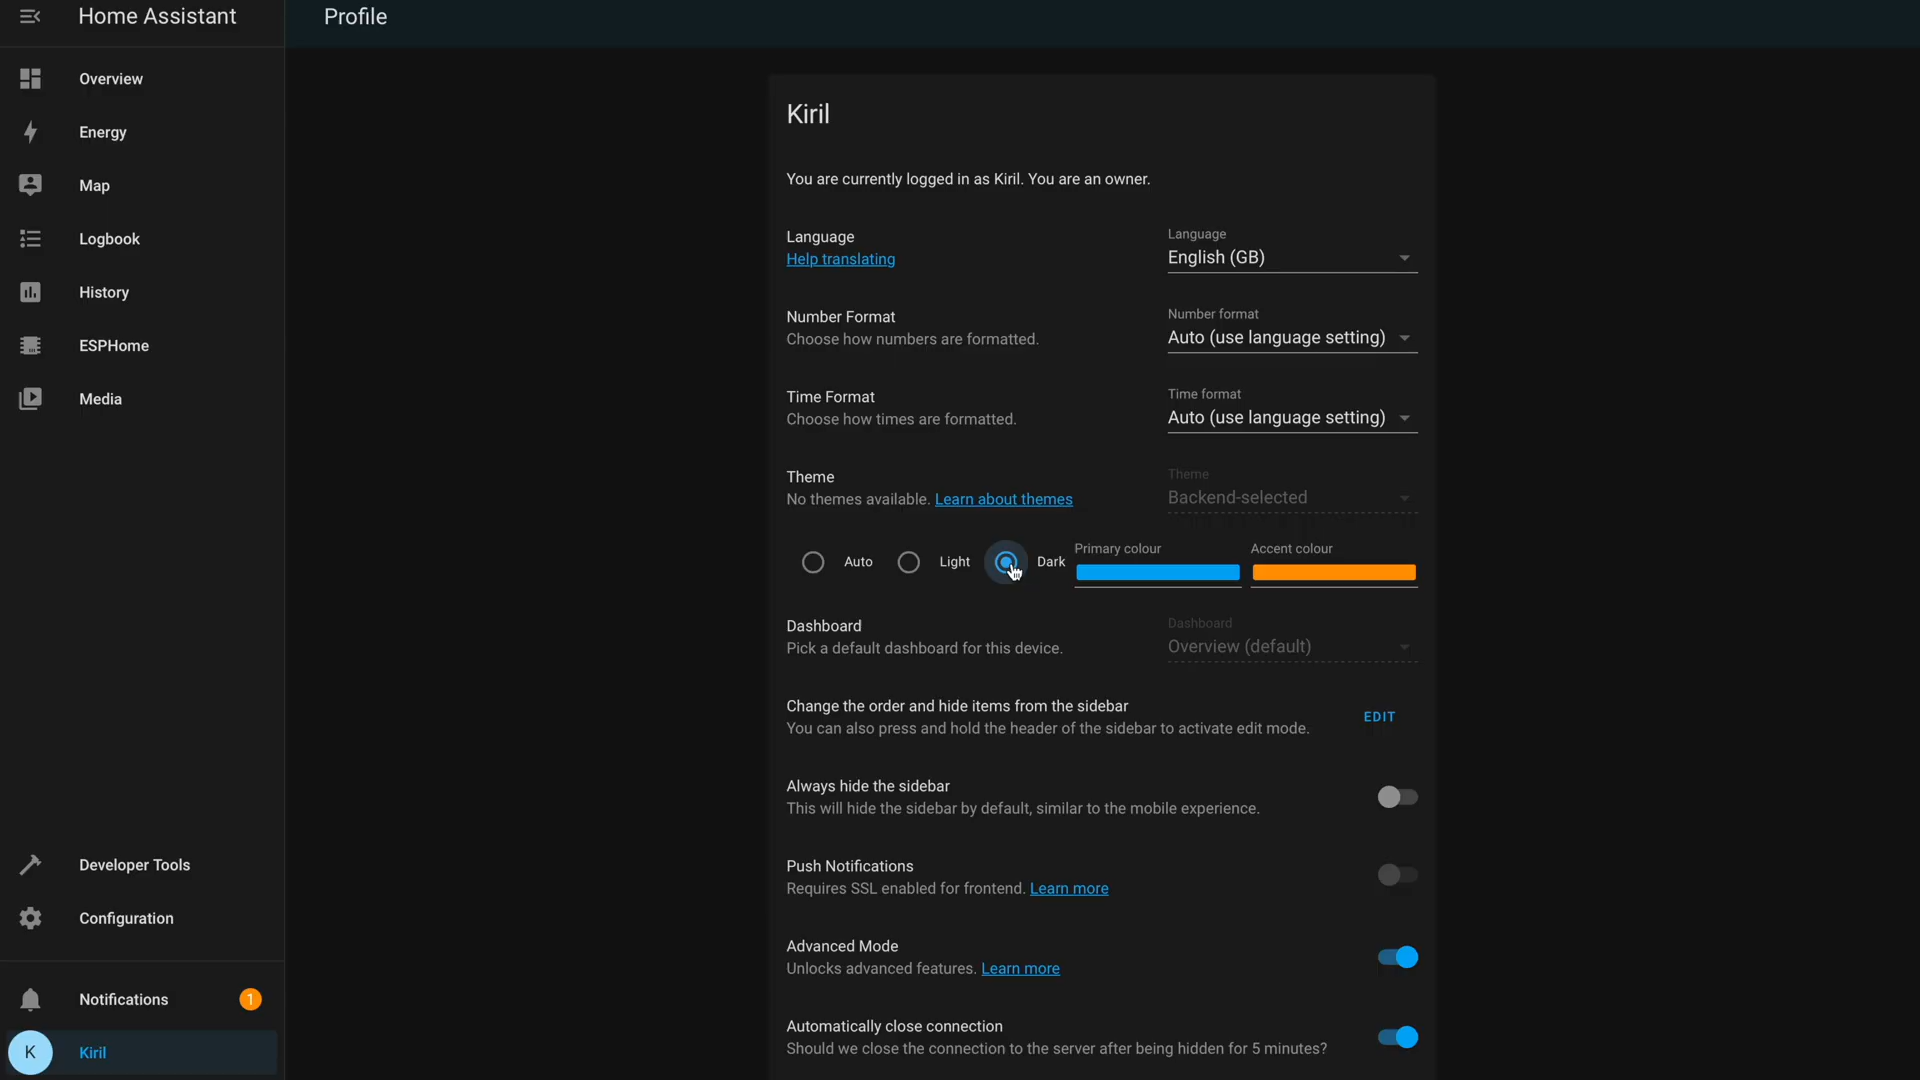 Home Assistant
Profile
Overview
Energy
Map
Logbook
History
ESPHome
Media
Developer Tools
Configuration
Notifications
1
K
Kiril
Kiril
You are currently logged in as Kiril. You are an owner.
Language
Help translating
Language
English (GB)
Number Format
Choose how numbers are formatted.
Number format
Auto (use language setting)
Time Format
Choose how times are formatted.
Time format
Auto (use language setting)
Theme
No themes available. Learn about themes
Theme
Backend-selected
Auto
Light
Dark
Primary colour
Accent colour
Dashboard
Pick a default dashboard for this device.
Dashboard
Overview (default)
Change the order and hide items from the sidebar
You can also press and hold the header of the sidebar to activate edit mode.
EDIT
Always hide the sidebar
This will hide the sidebar by default, similar to the mobile experience.
Push Notifications
Requires SSL enabled for frontend. Learn more
Advanced Mode
Unlocks advanced features. Learn more
Automatically close connection
Should we close the connection to the server after being hidden for 5 minutes?